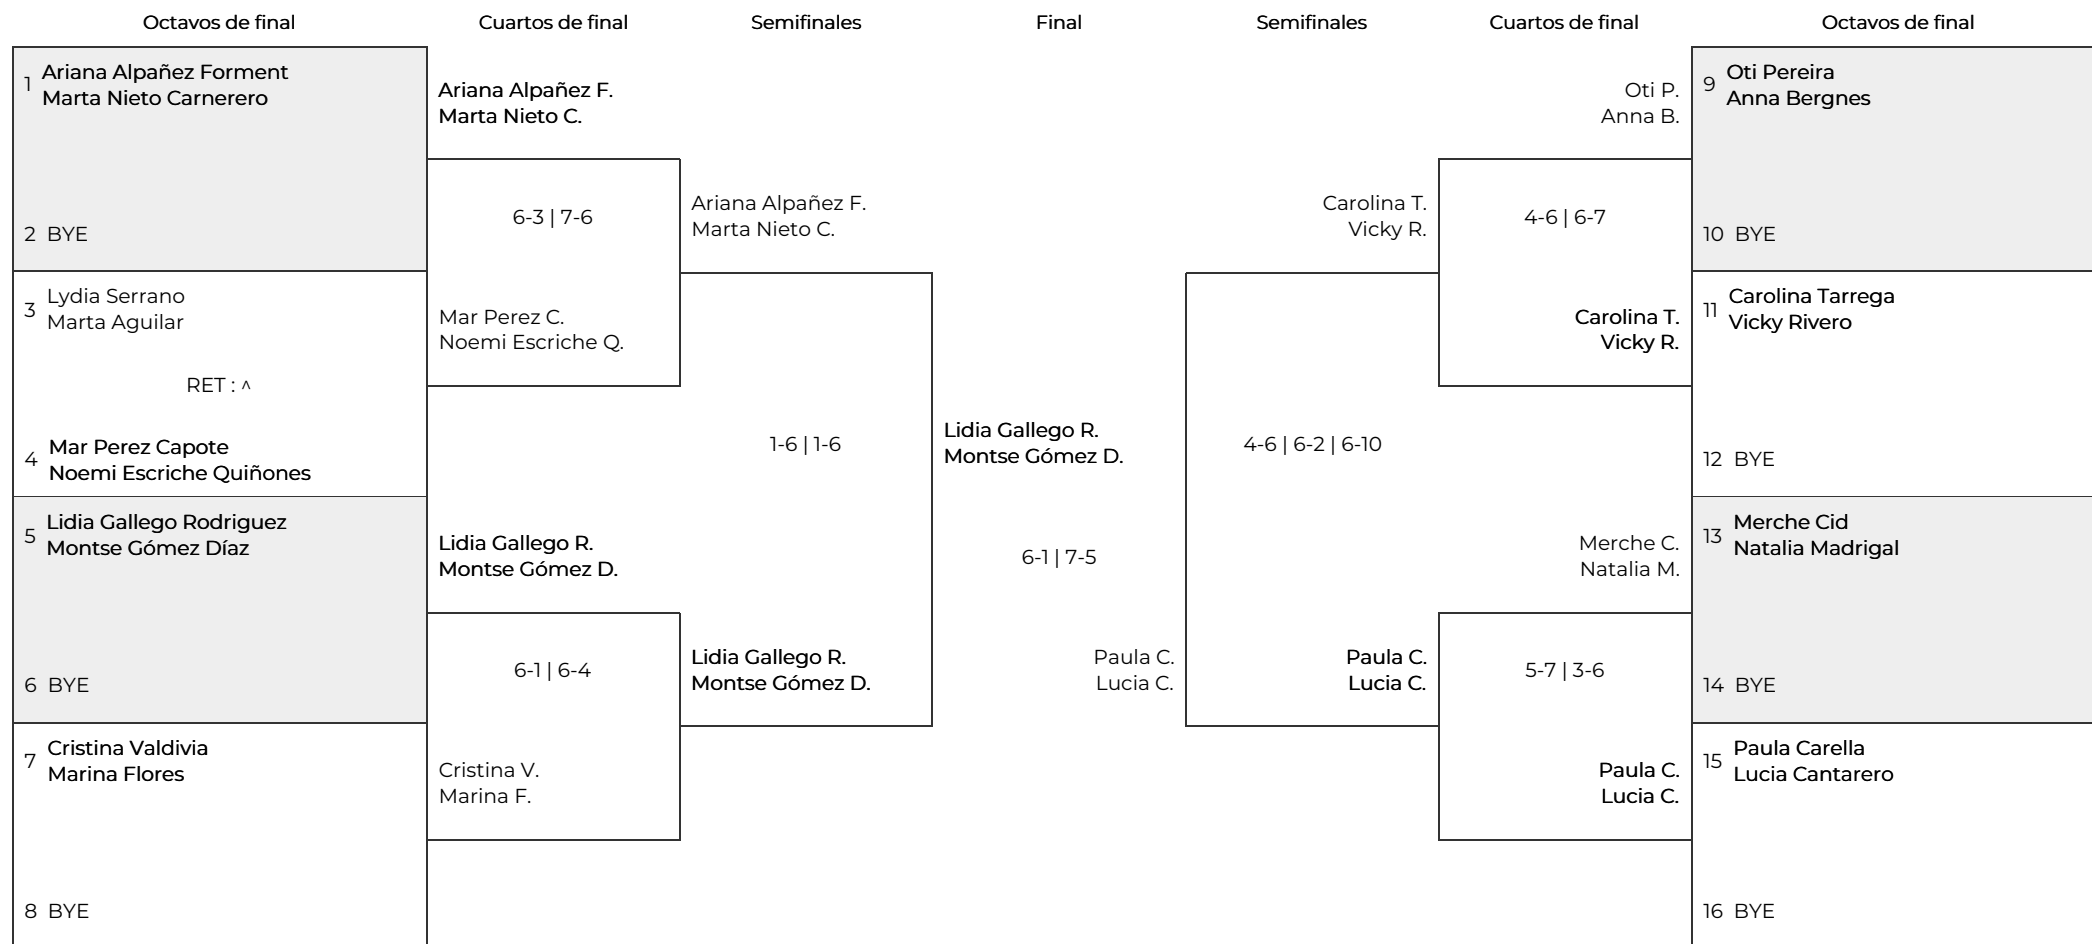 Octavos de final
Cuartos de final
Semifinales
Final
Semifinales
Cuartos de final
Octavos de final
1 Ariana Alpañez Forment
Marta Nieto Carnerero
2 BYE
3 Lydia Serrano
Marta Aguilar
RET : ^
4 Mar Perez Capote
Noemi Escriche Quiñones
5 Lidia Gallego Rodriguez
Montse Gómez Díaz
6 BYE
7 Cristina Valdivia
Marina Flores
8 BYE
Ariana Alpañez F.
Marta Nieto C.
6-3 | 7-6
Mar Perez C.
Noemi Escriche Q.
Lidia Gallego R.
Montse Gómez D.
6-1 | 6-4
Cristina V.
Marina F.
Ariana Alpañez F.
Marta Nieto C.
1-6 | 1-6
Lidia Gallego R.
Montse Gómez D.
Lidia Gallego R.
Montse Gómez D.
6-1 | 7-5
Paula C.
Lucia C.
Carolina T.
Vicky R.
4-6 | 6-2 | 6-10
Paula C.
Lucia C.
Oti P.
Anna B.
4-6 | 6-7
Carolina T.
Vicky R.
Merche C.
Natalia M.
5-7 | 3-6
Paula C.
Lucia C.
9 Oti Pereira
Anna Bergnes
10 BYE
11 Carolina Tarrega
Vicky Rivero
12 BYE
13 Merche Cid
Natalia Madrigal
14 BYE
15 Paula Carella
Lucia Cantarero
16 BYE